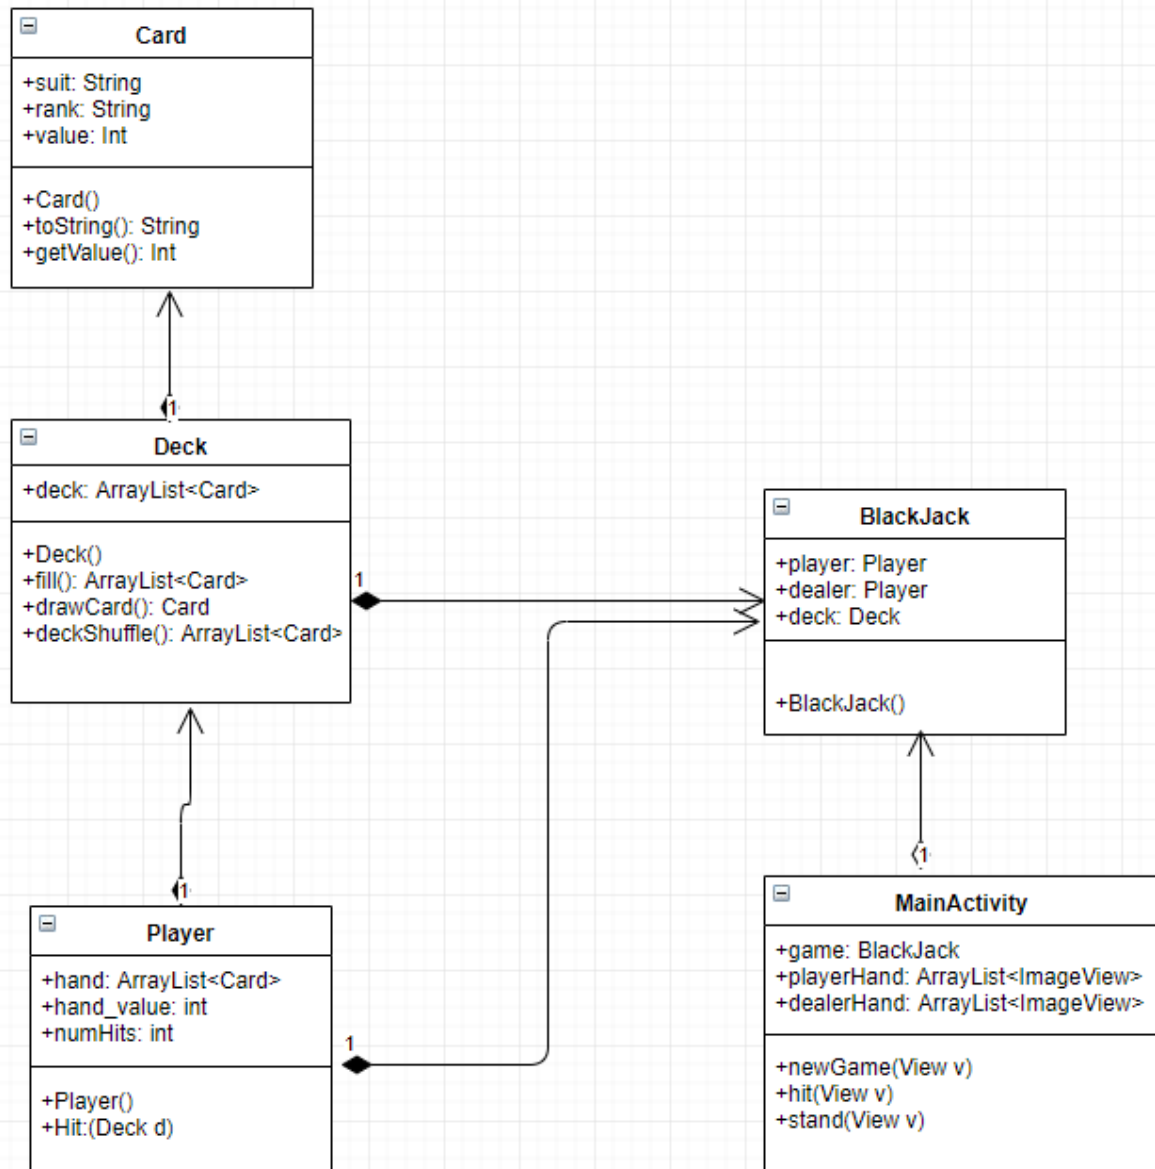 Card
+suit: String
+rank: String
+value: Int
+Card()
+toString(): String
+getValue(): Int
1
Deck
+deck: ArrayList<Card>
+Deck()
+fill(): ArrayList<Card>
+drawCard(): Card
+deckShuffle(): ArrayList<Card>
1
BlackJack
+player: Player
+dealer: Player
+deck: Deck
+BlackJack()
1
Player
+hand: ArrayList<Card>
+hand_value: int
+numHits: int
+Player()
+Hit:(Deck d)
1
1
MainActivity
+game: BlackJack
+playerHand: ArrayList<ImageView>
+dealerHand: ArrayList<ImageView>
+newGame(View v)
+hit(View v)
+stand(View v)